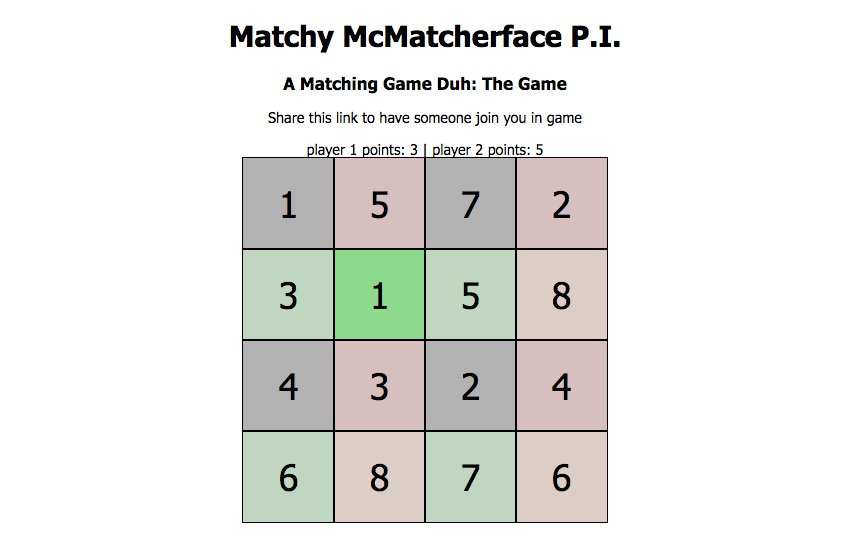 Matchy McMatcherface P.I.
A Matching Game Duh: The Game
Share this link to have someone join you in game
player 1 points: 3 | player 2 points: 5
1 5 7 2
3 1 5 8
4 3 2 4
6 8 7 6